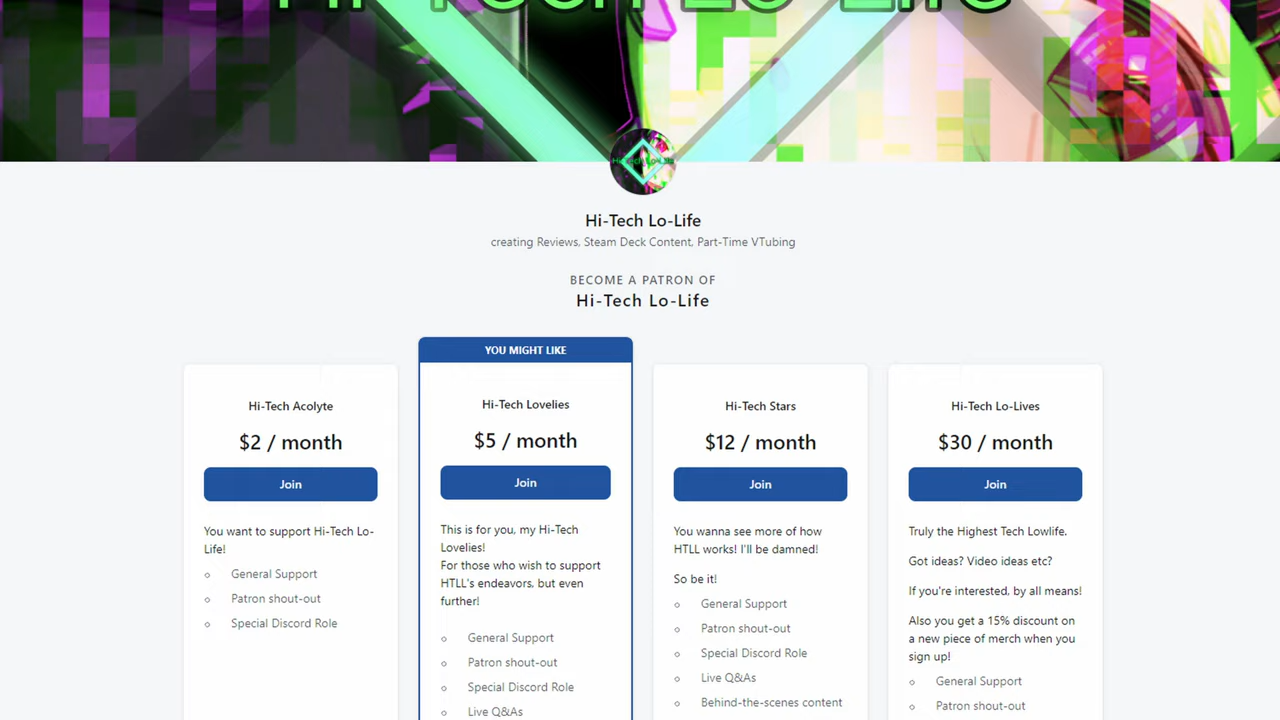 Hi-Tech Lo-Life
Hi-Tech Lo-Life
Hi-Tech Lo-Life
creating Reviews, Steam Deck Content, Part-Time VTubing
BECOME A PATRON OF
Hi-Tech Lo-Life
Hi-Tech Acolyte
$2 / month
Join
You want to support Hi-Tech Lo-
Life!
General Support
Patron shout-out
Special Discord Role
YOU MIGHT LIKE
Hi-Tech Lovelies
$5 / month
Join
This is for you, my Hi-Tech
Lovelies!
For those who wish to support
HTLL's endeavors, but even
further!
General Support
Patron shout-out
Special Discord Role
Live Q&As
Hi-Tech Stars
$12 / month
Join
You wanna see more of how
HTLL works! I'll be damned!
So be it!
General Support
Patron shout-out
Special Discord Role
Live Q&As
Behind-the-scenes content
Hi-Tech Lo-Lives
$30 / month
Join
Truly the Highest Tech Lowlife.
Got ideas? Video ideas etc?
If you're interested, by all means!
Also you get a 15% discount on
a new piece of merch when you
sign up!
General Support
Patron shout-out